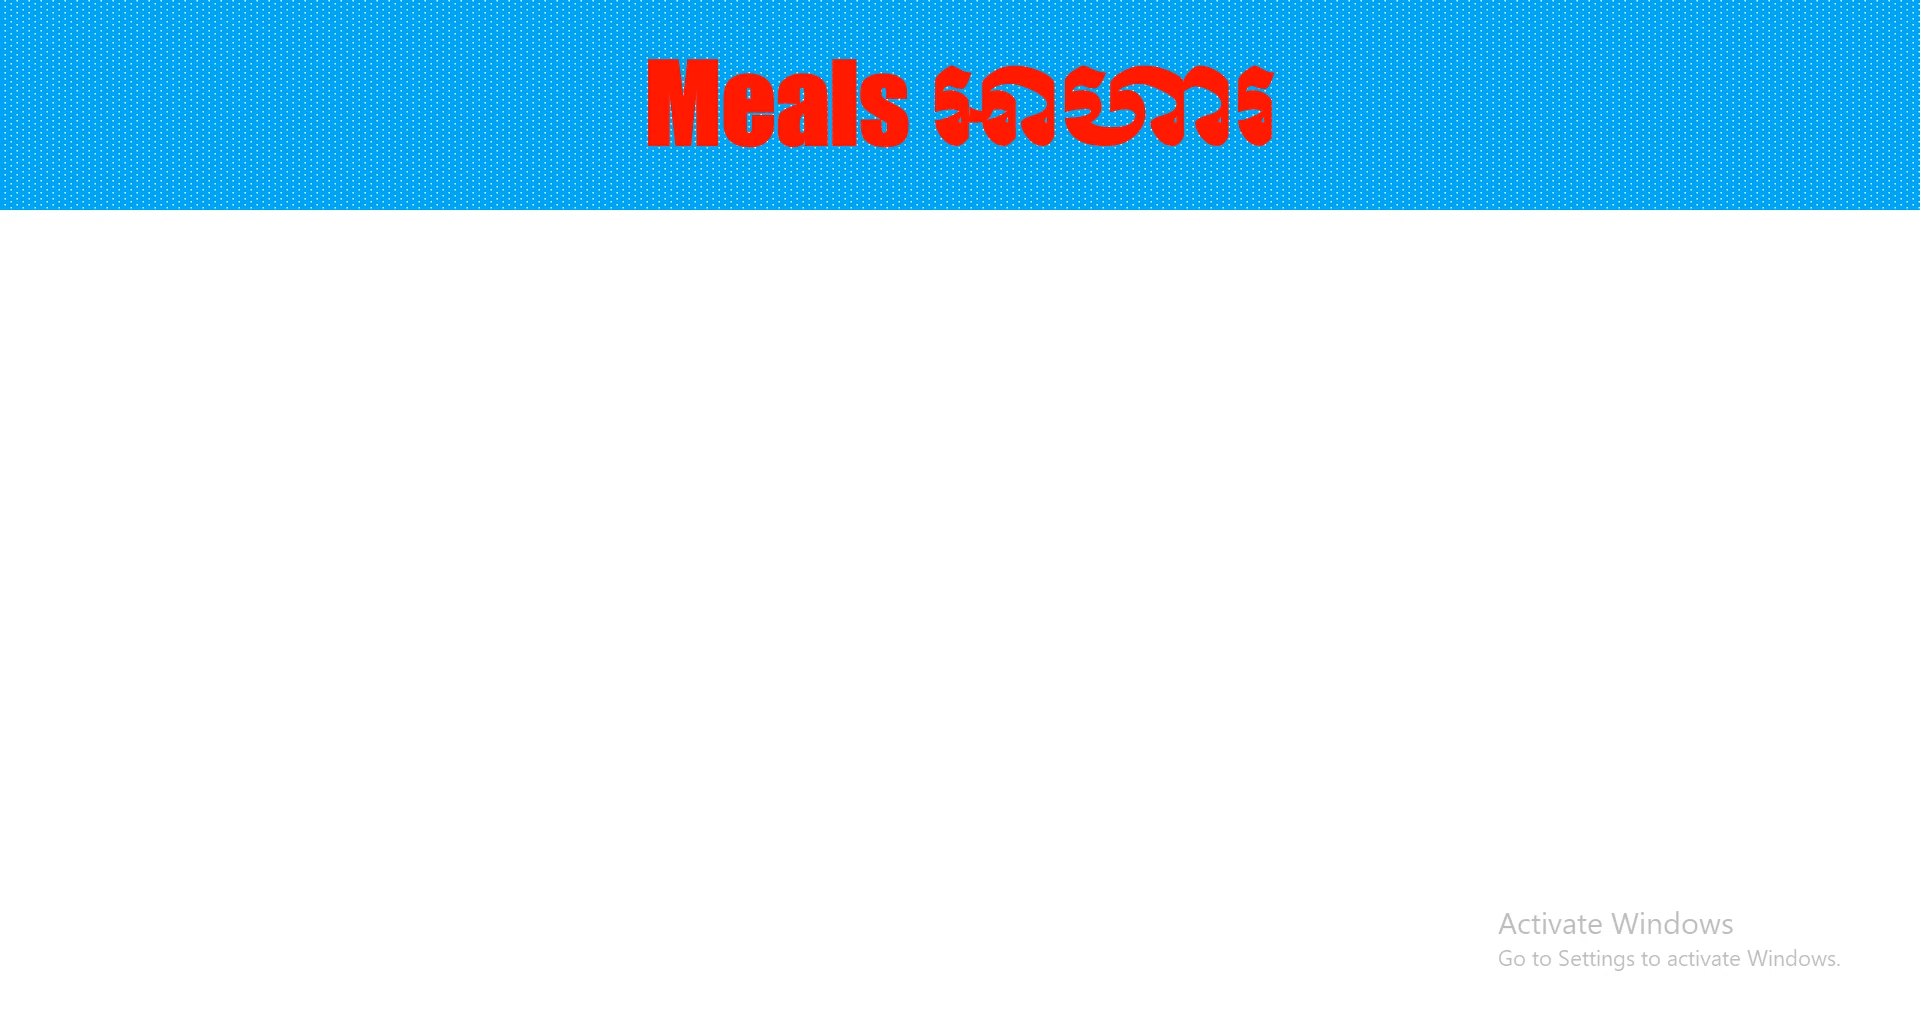 Meals អាហារ
Activate Windows
Go to Settings to activate Windows.